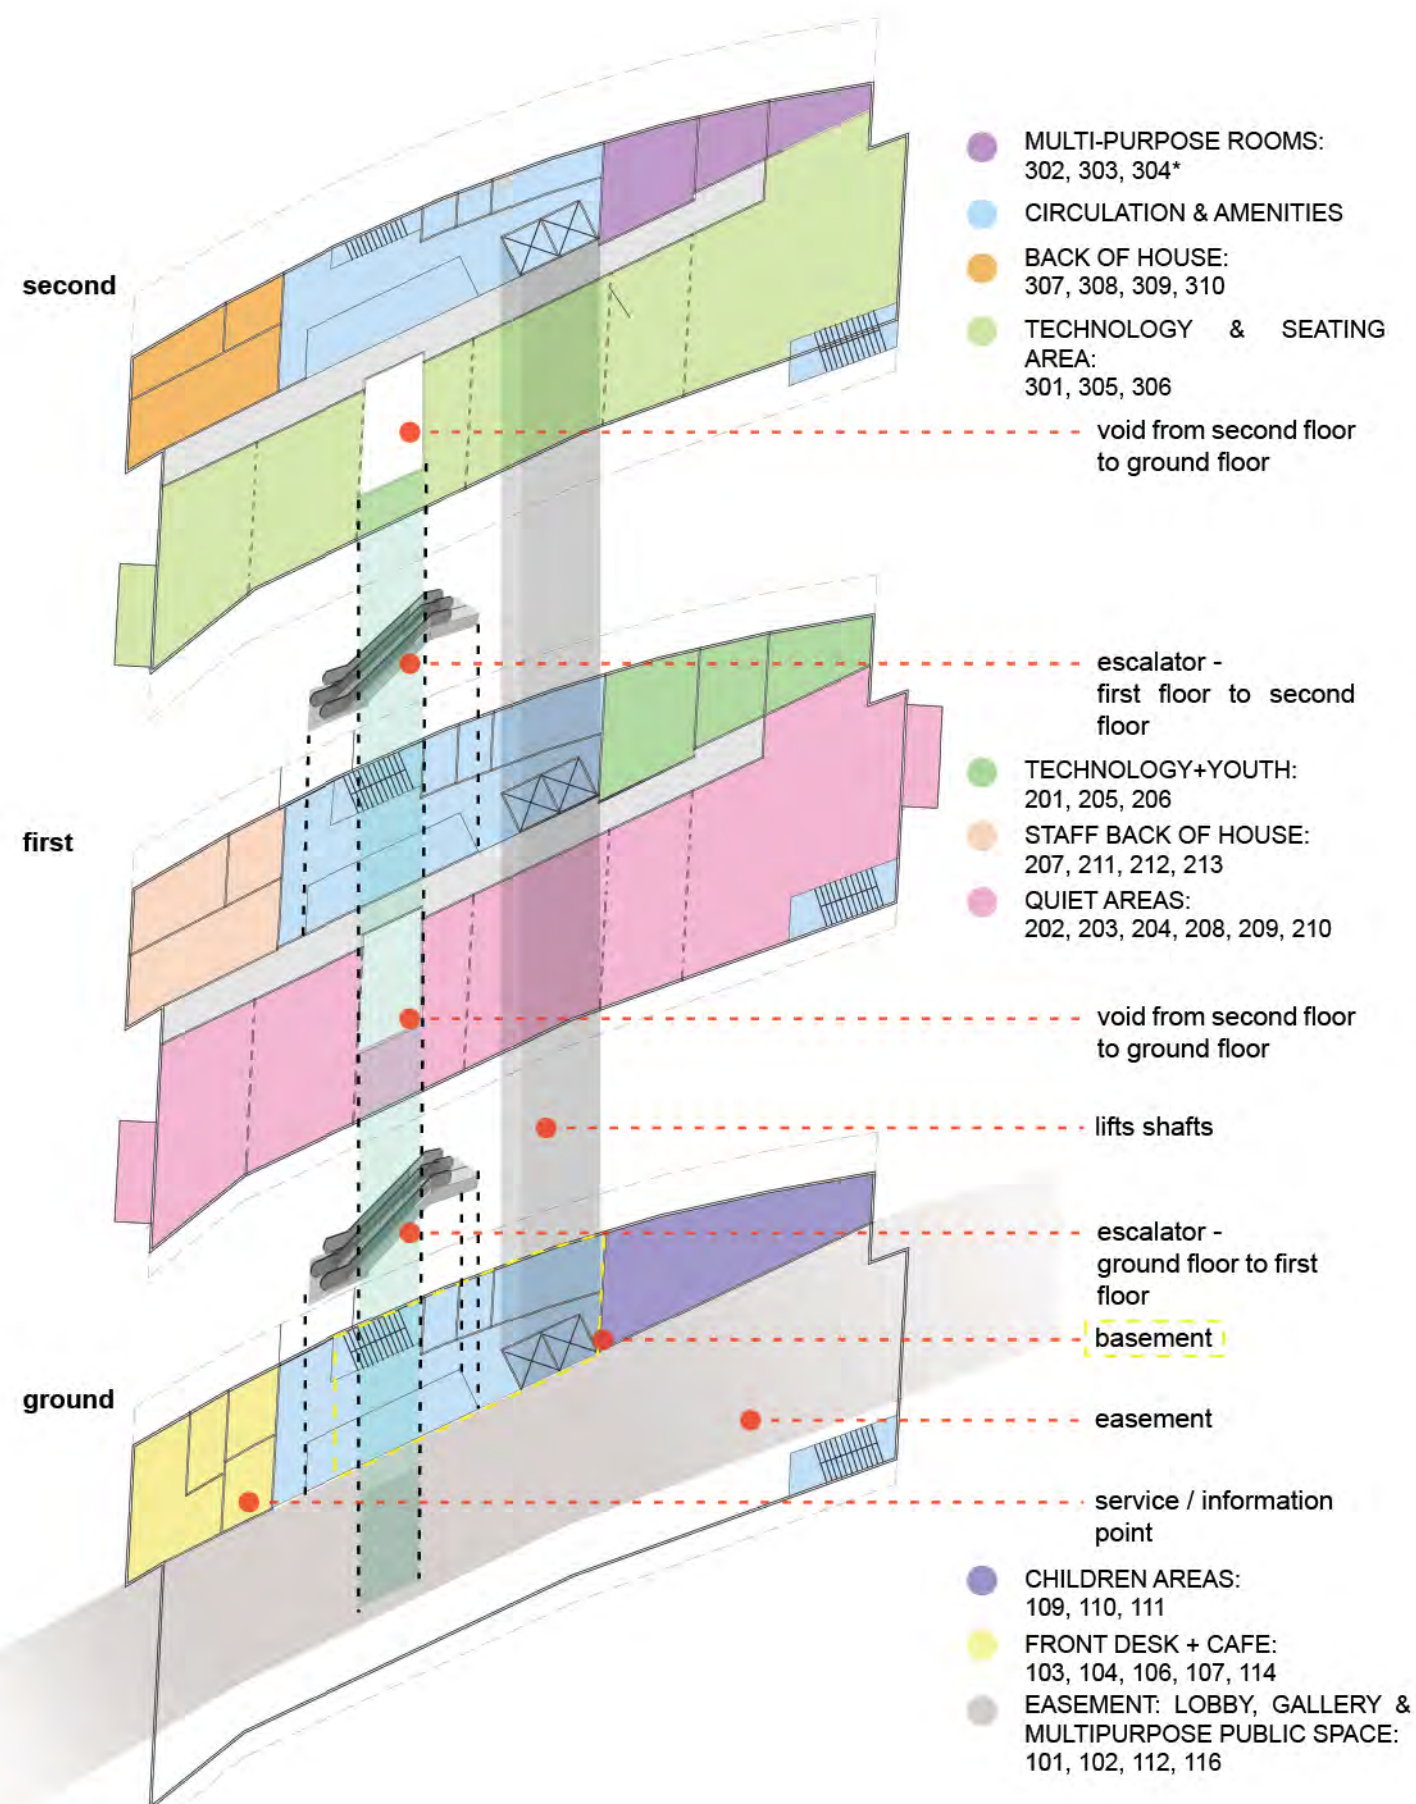 MULTI-PURPOSE ROOMS:
302, 303, 304*
CIRCULATION & AMENITIES
second
BACK OF HOUSE:
307, 308, 309, 310
TECHNOLOGY & SEATING
AREA:
301, 305, 306
void from second floor
to ground floor
escalator -
first floor to second
floor
TECHNOLOGY+YOUTH:
201, 205, 206
first
STAFF BACK OF HOUSE:
207, 211, 212, 213
QUIET AREAS:
202, 203, 204, 208, 209, 210
void from second floor
to ground floor
lifts shafts
escalator -
ground floor to first
floor
basement
ground
easement
service / information
point
CHILDREN AREAS:
109, 110, 111
FRONT DESK + CAFE:
103, 104, 106, 107, 114
EASEMENT: LOBBY, GALLERY &
MULTIPURPOSE PUBLIC SPACE:
101, 102, 112, 116